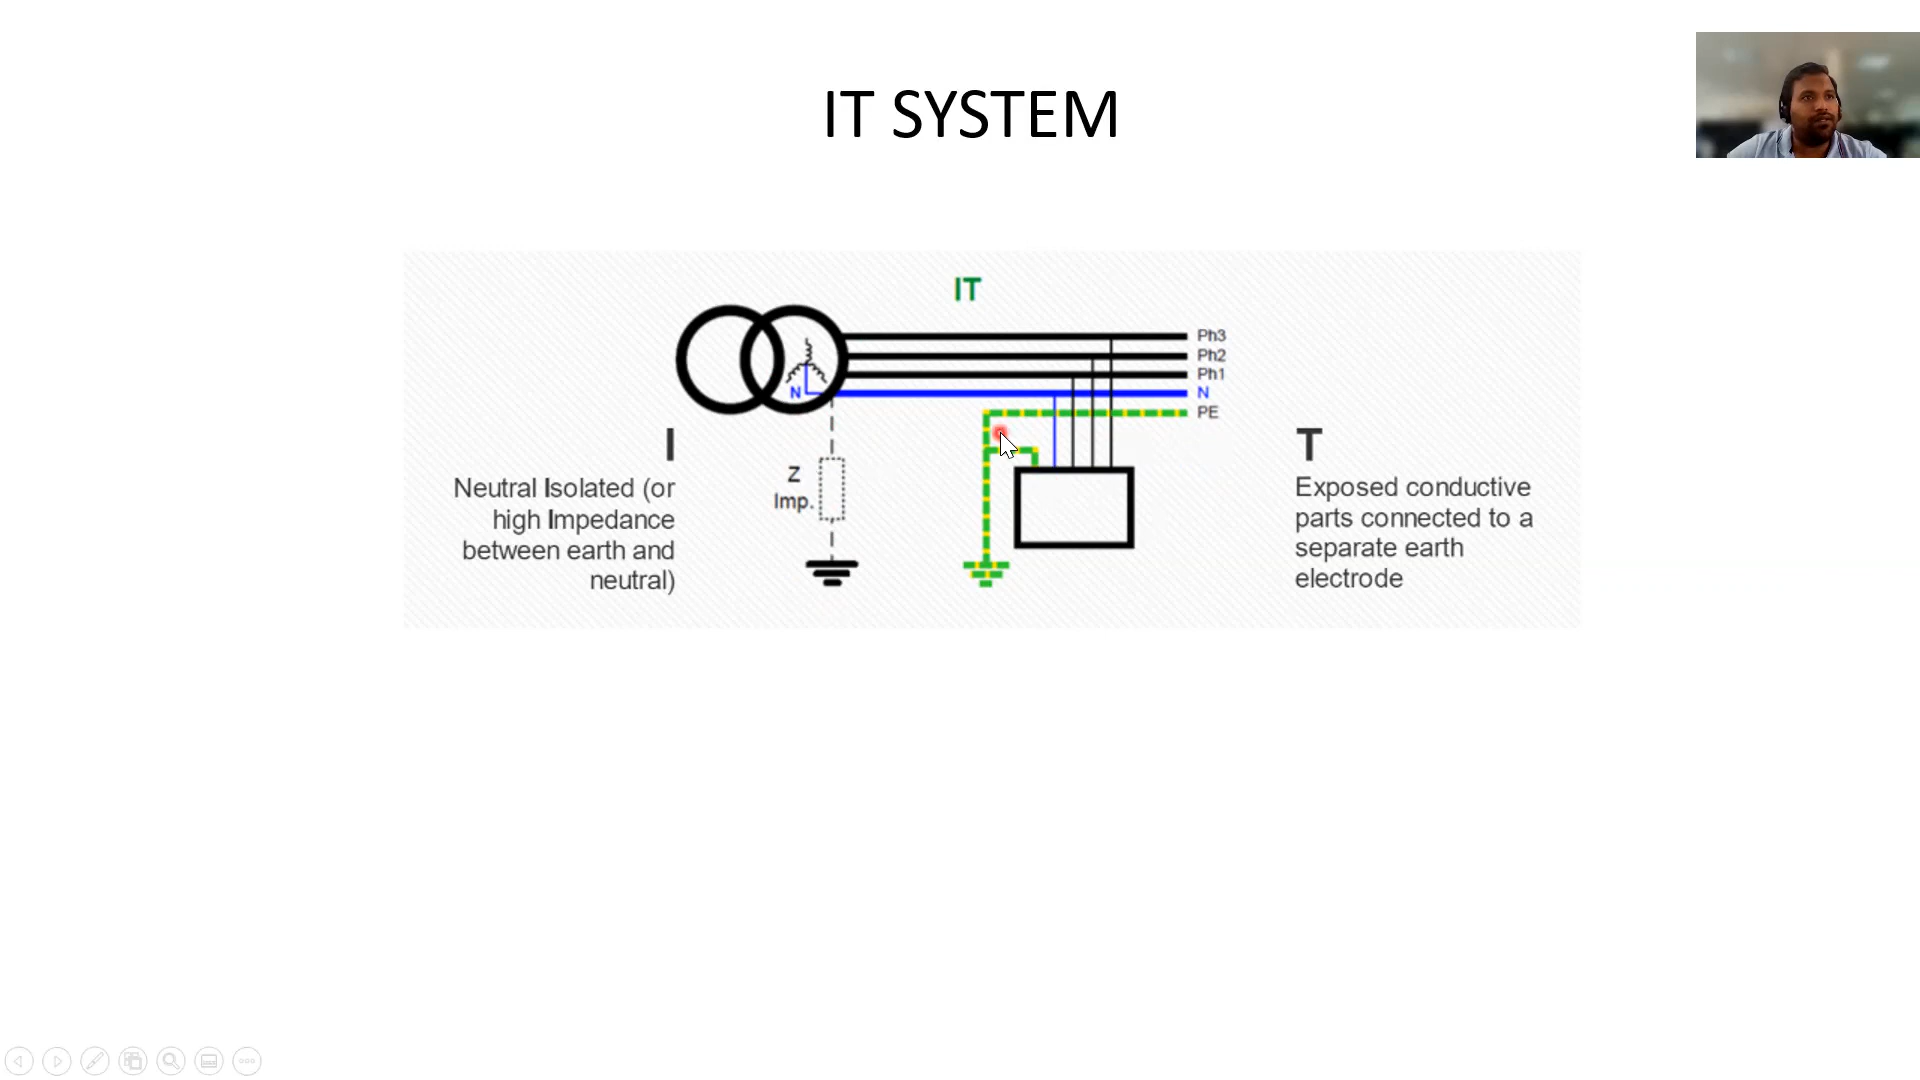 IT SYSTEM
IT
Ph3
Ph2
Ph1
N
N
PE
I
Neutral Isolated (or
high Impedance
between earth and
neutral)
Z
Imp.
T
Exposed conductive
parts connected to a
separate earth
electrode